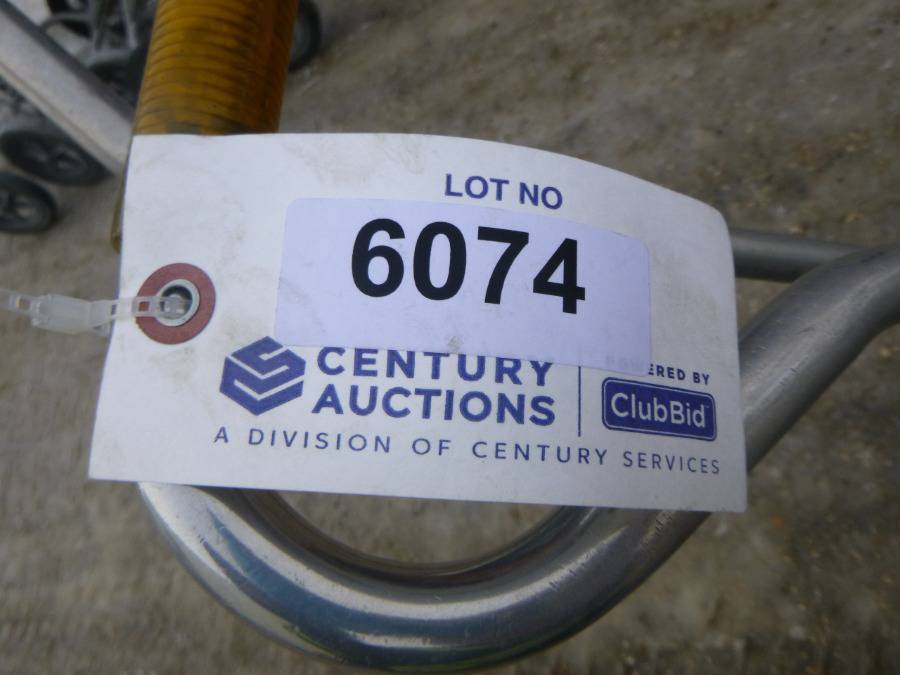 LOT NO
6074
CENTURY
AUCTIONS
POWERED BY
ClubBid
A DIVISION OF CENTURY SERVICES